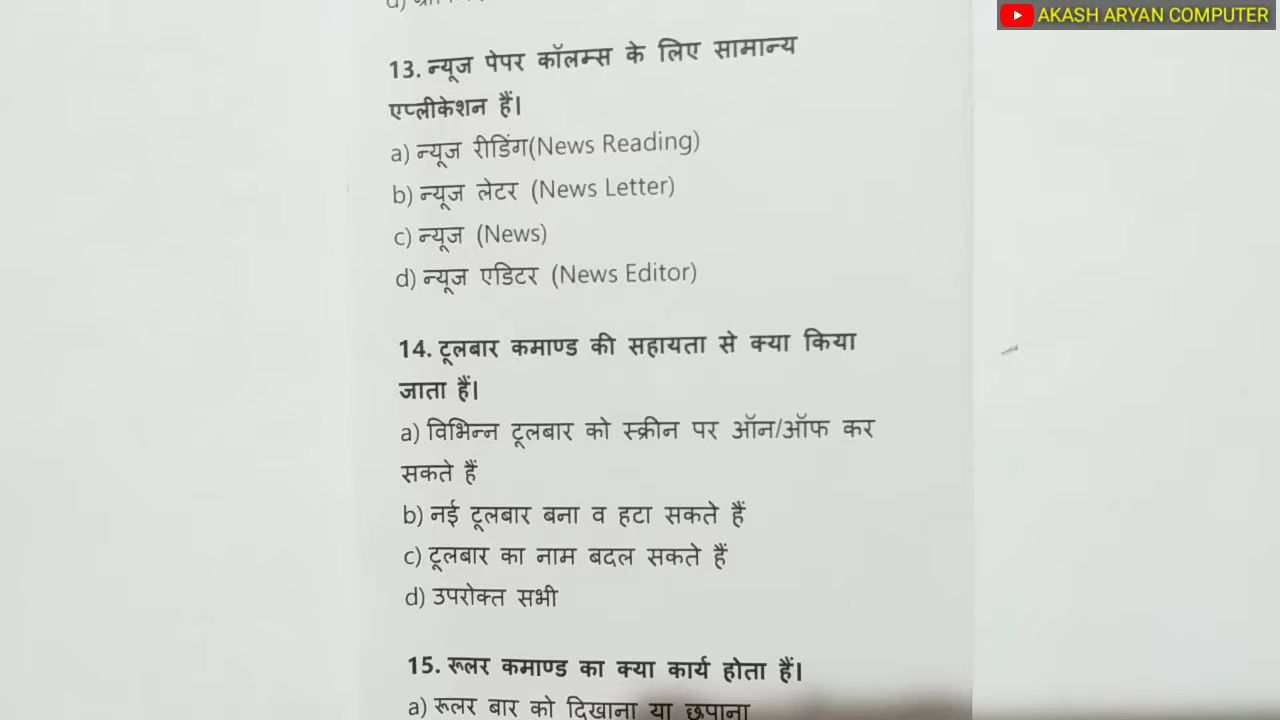 AKASH ARYAN COMPUTER
13. न्यूज पेपर कॉलम्स के लिए सामान्य
एप्लीकेशन हैं।
a) न्यूज रीडिंग(News Reading)
b) न्यूज लेटर (News Letter)
c) न्यूज (News)
d) न्यूज एडिटर (News Editor)
14. टूलबार कमाण्ड की सहायता से क्या किया
जाता हैं।
a) विभिन्न टूलबार को स्क्रीन पर ऑन/ऑफ कर
सकते हैं
b) नई टूलबार बना व हटा सकते हैं
c) टूलबार का नाम बदल सकते हैं
d) उपरोक्त सभी
15. रूलर कमाण्ड का क्या कार्य होता हैं।
a) रूलर बार को दिखाना या छुपाना